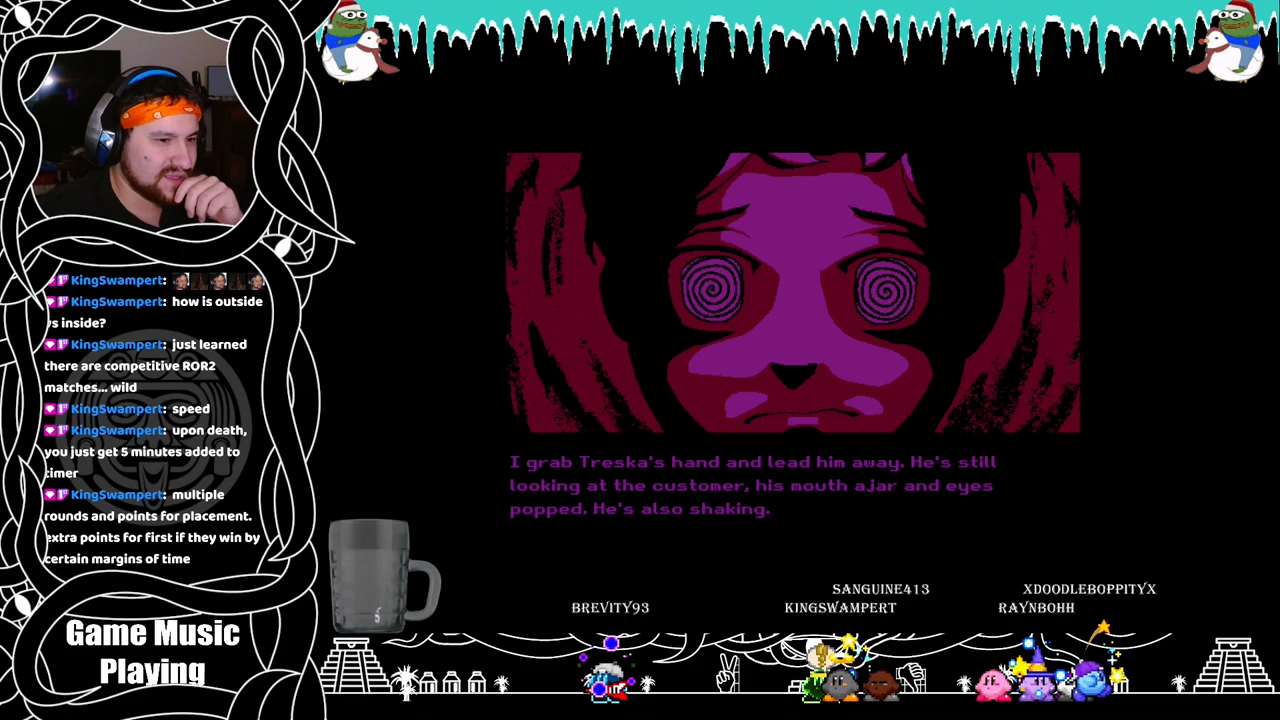 KingSwampert:
KingSwampert: how is outside
vs inside?
KingSwampert: just learned
there are competitive ROR2
matches... wild
KingSwampert: speed
KingSwampert: upon death,
you just get 5 minutes added to
timer
KingSwampert: multiple
rounds and points for placement.
extra points for first if they win by
certain margins of time
Game Music
Playing
I grab Treska's hand and lead him away. He's still
looking at the customer, his mouth ajar and eyes
popped. He's also shaking.
SANGUINE413
XDOODLEBOPPITYX
BREVITY93
KINGSWAMPERT
RAYNBOHH